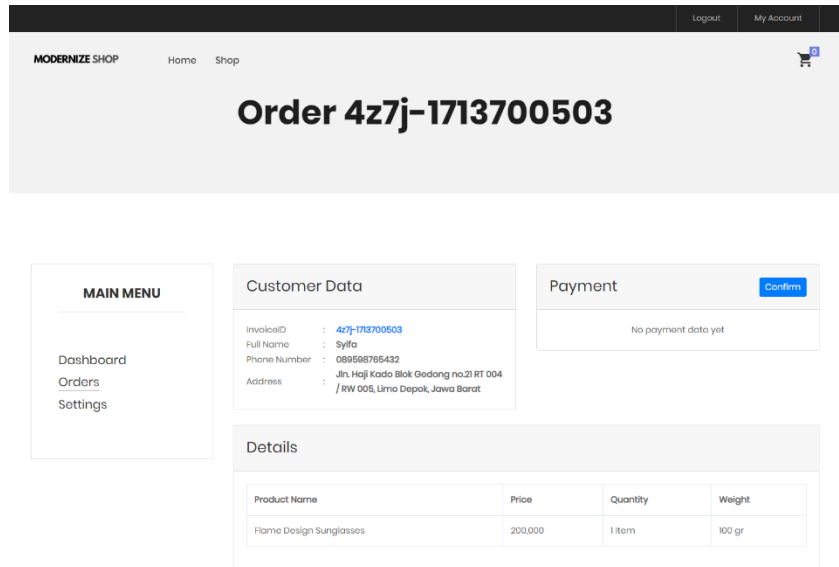 Logout My Account
MODERNIZE SHOP Home Shop 0
Order 4z7j-1713700503
MAIN MENU
Dashboard
Orders
Settings
Customer Data
InvoiceID : 4z7j-1713700503
Full Name : Syifa
Phone Number : 089598765432
Address : Jln. Haji Kado Blok Gedong no.21 RT 004
/ RW 005, Limo Depok, Jawa Barat
Payment Confirm
No payment data yet
Details
Product Name Price Quantity Weight
Flame Design Sunglasses 200,000 1 Item 100 gr